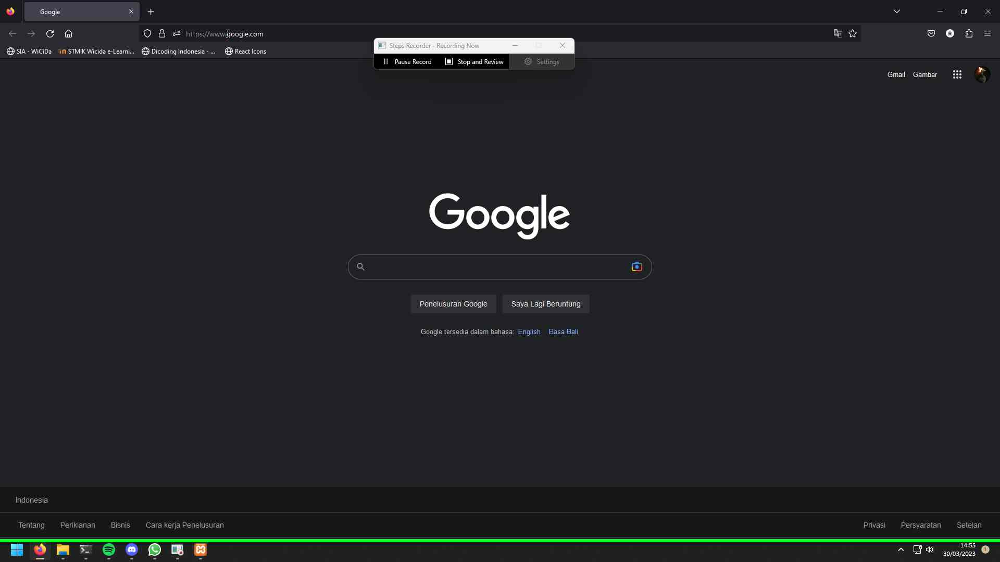 Google
https://www.google.com
SIA - WiCiDa
STMIK Wicida e-Learni...
Dicoding Indonesia - ...
React Icons
Steps Recorder - Recording Now
Pause Record
Stop and Review
Settings
Gmail
Gambar
R
Google
Penelusuran Google
Saya Lagi Beruntung
Google tersedia dalam bahasa: English Basa Bali
Indonesia
Tentang
Periklanan
Bisnis
Cara kerja Penelusuran
Privasi
Persyaratan
Setelan
14:55
30/03/2023
1